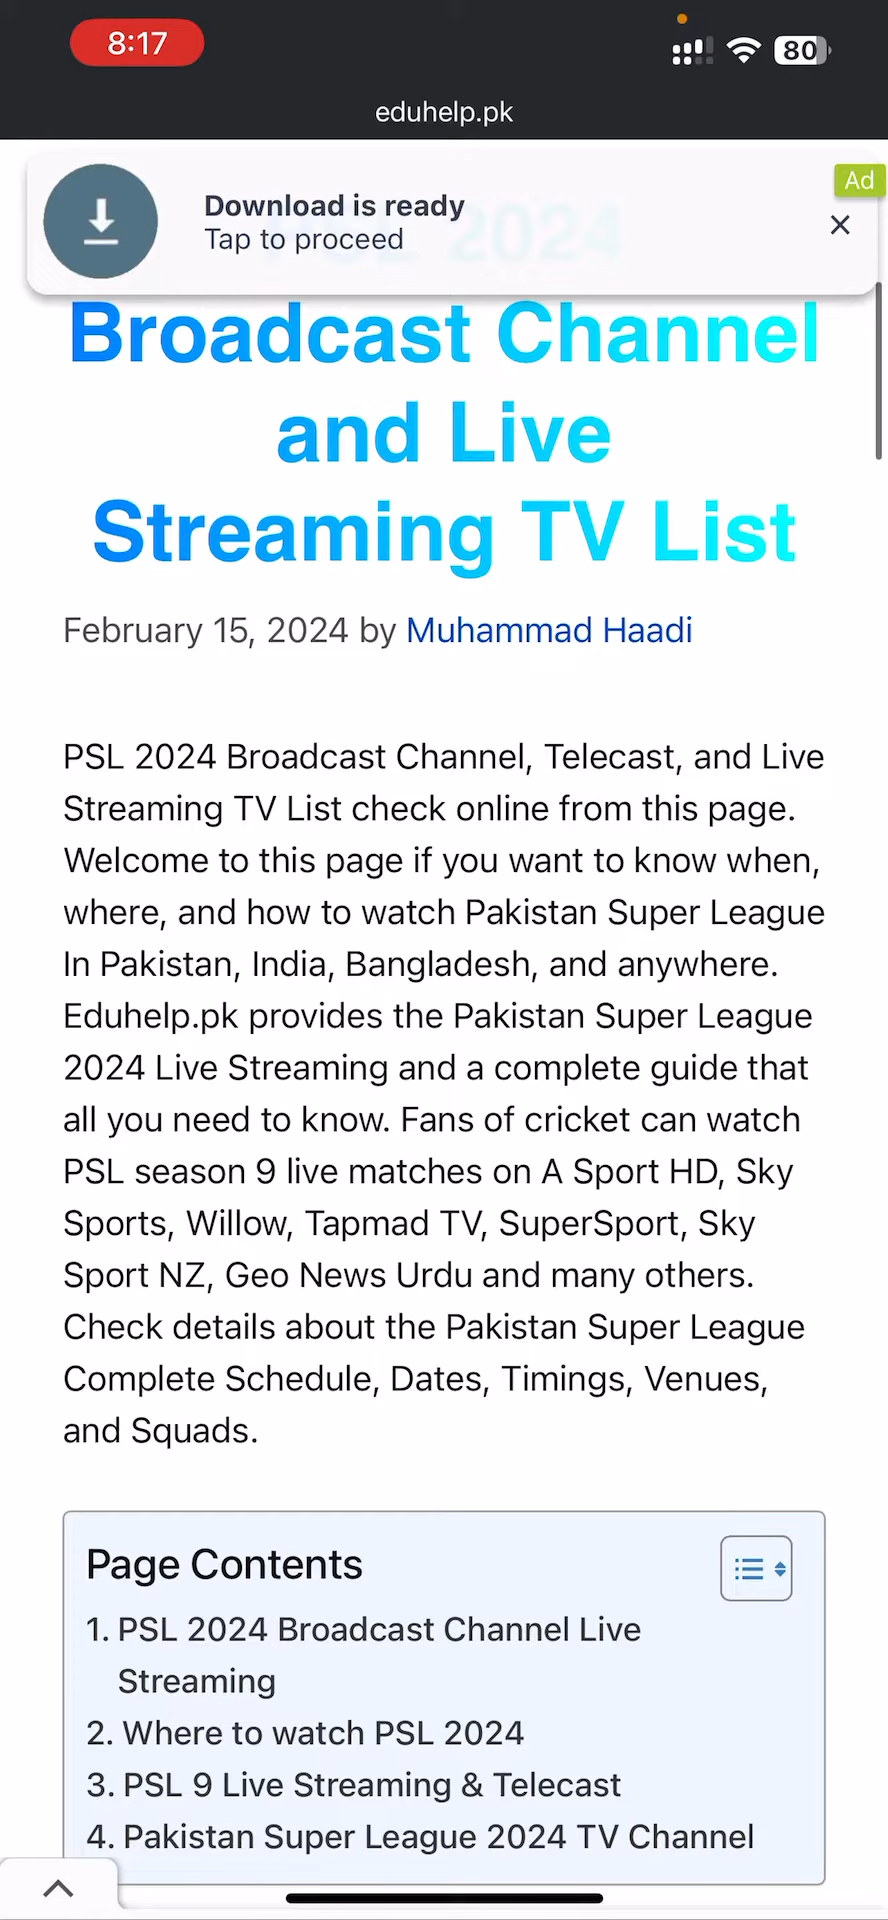 8:17
80
eduhelp.pk
Ad
Download is ready
Tap to proceed
PSL 2024
Broadcast Channel
and Live
Streaming TV List
February 15, 2024 by Muhammad Haadi
PSL 2024 Broadcast Channel, Telecast, and Live
Streaming TV List check online from this page.
Welcome to this page if you want to know when,
where, and how to watch Pakistan Super League
In Pakistan, India, Bangladesh, and anywhere.
Eduhelp.pk provides the Pakistan Super League
2024 Live Streaming and a complete guide that
all you need to know. Fans of cricket can watch
PSL season 9 live matches on A Sport HD, Sky
Sports, Willow, Tapmad TV, SuperSport, Sky
Sport NZ, Geo News Urdu and many others.
Check details about the Pakistan Super League
Complete Schedule, Dates, Timings, Venues,
and Squads.
Page Contents
1. PSL 2024 Broadcast Channel Live
Streaming
2. Where to watch PSL 2024
3. PSL 9 Live Streaming & Telecast
4. Pakistan Super League 2024 TV Channel